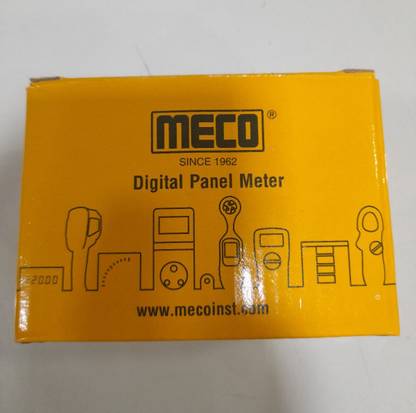 MECO®
SINCE 1962
Digital Panel Meter
www.mecoinst.com